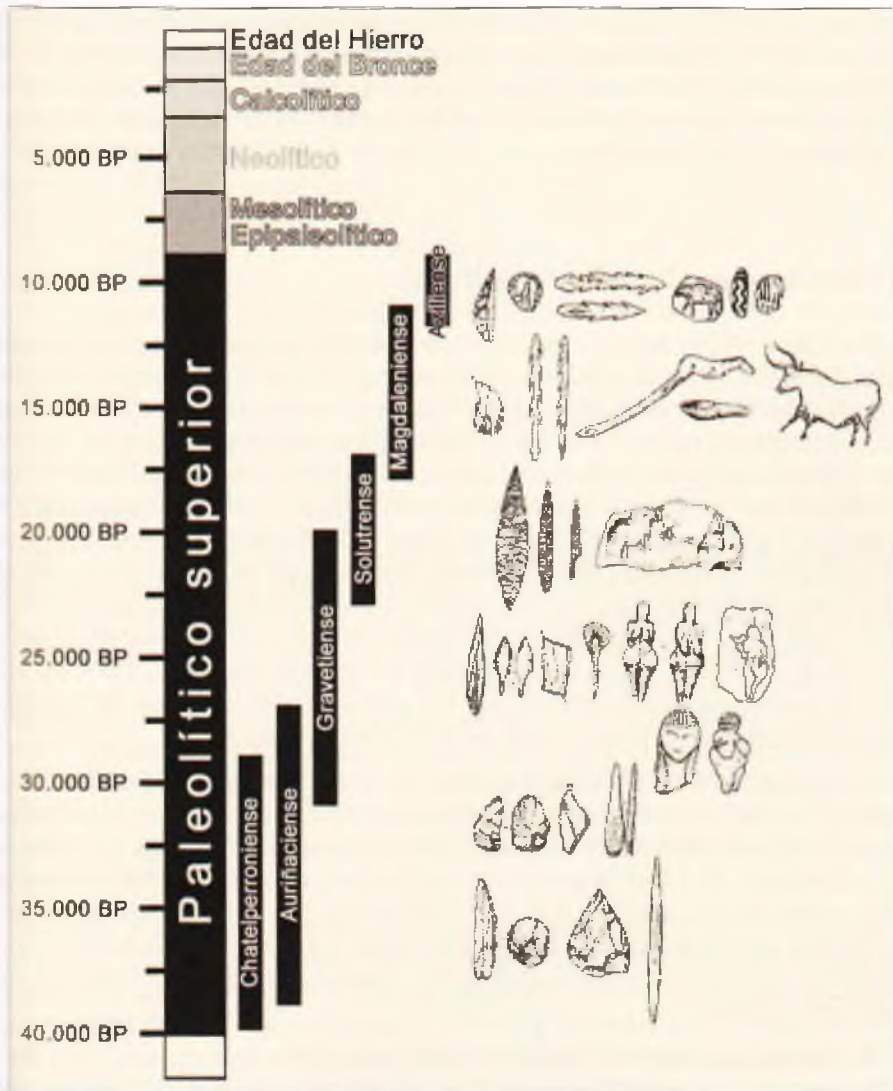 Edad del Hierro
Edad del Bronce
Calcolítico
Neolítico
Mesolítico
Epipaleolítico
5.000 BP
10.000 BP
15.000 BP
20.000 BP
25.000 BP
30.000 BP
35.000 BP
40.000 BP
Paleolítico superior
Chatelperroniense
Auriñaciense
Gravetiense
Solutrense
Magdaleniense
Aziliense